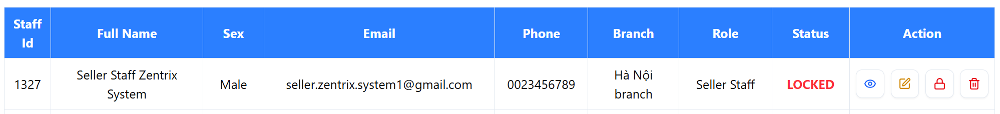 Staff
Id
Full Name
Sex
Email
Phone
Branch
Role
Status
Action
1327
Seller Staff Zentrix
System
Male
seller.zentrix.system1@gmail.com
0023456789
Hà Nội
branch
Seller Staff
LOCKED